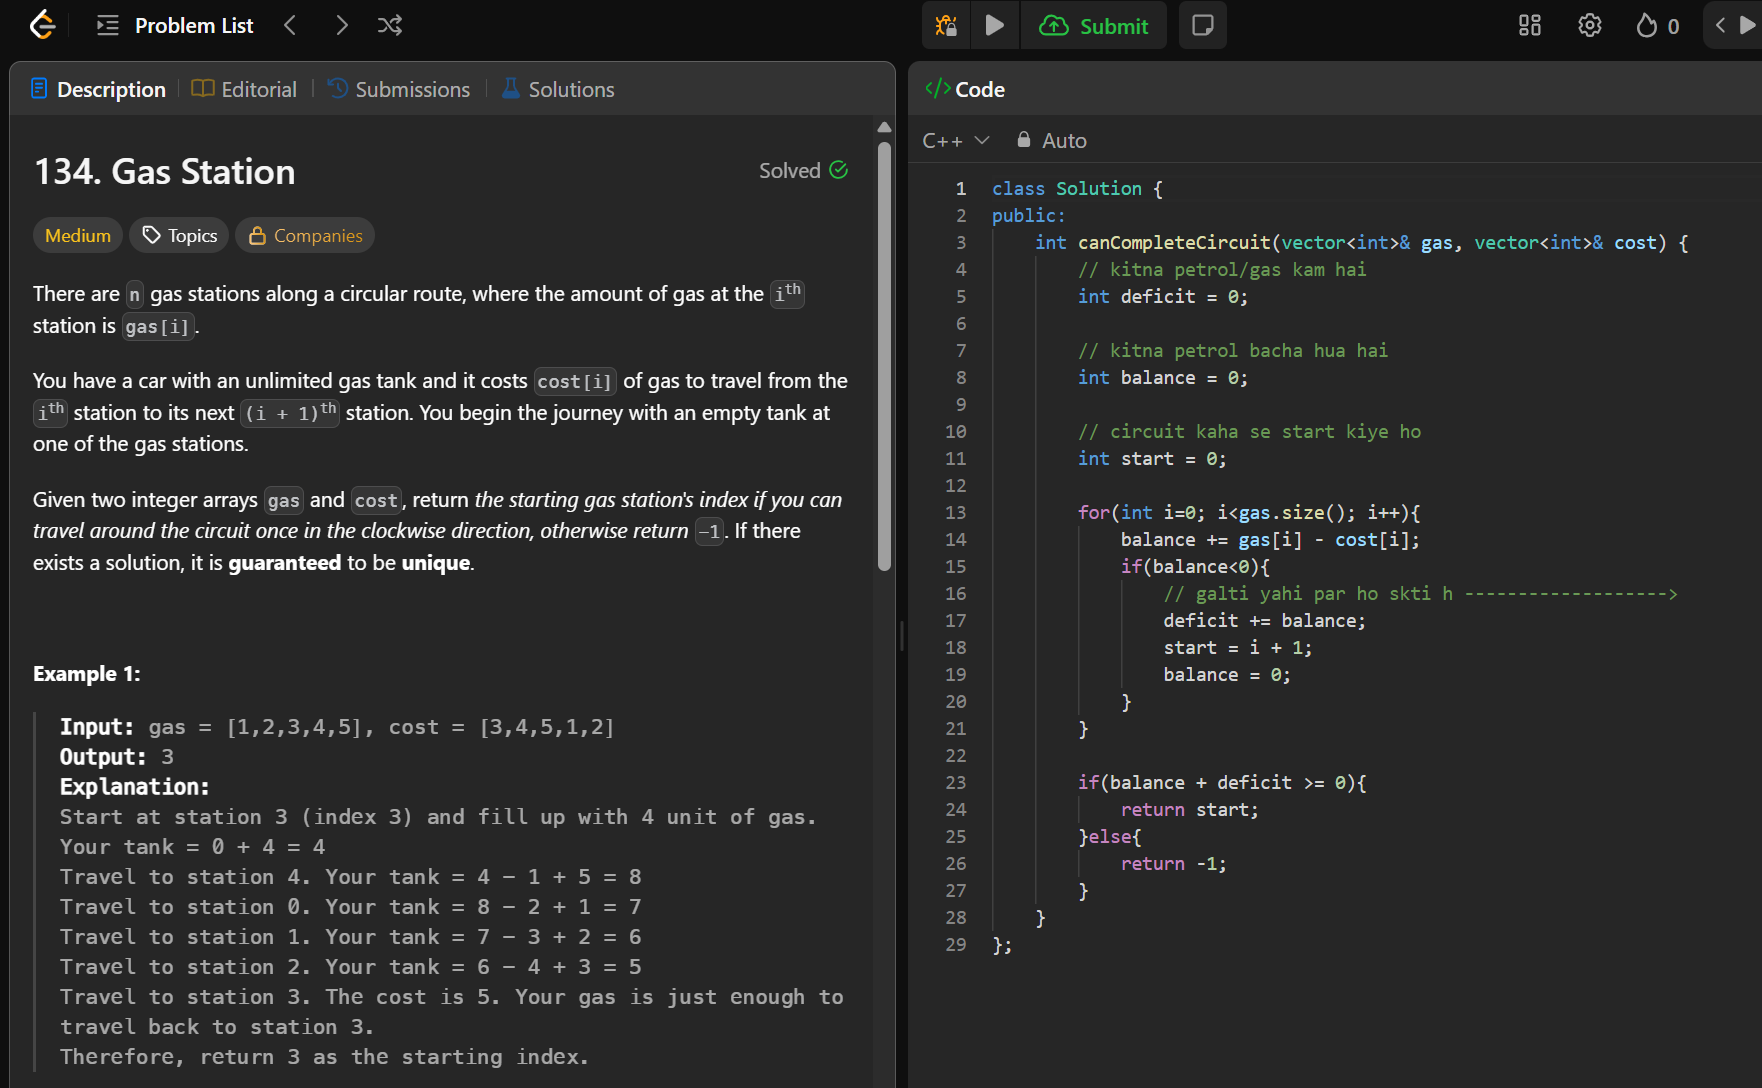 Problem List
Submit
0
Description
Editorial
Submissions
Solutions
134. Gas Station
Solved
Medium
Topics
Companies
There are n gas stations along a circular route, where the amount of gas at the ith
station is gas[i].
You have a car with an unlimited gas tank and it costs cost[i] of gas to travel from the
ith station to its next (i + 1)th station. You begin the journey with an empty tank at
one of the gas stations.
Given two integer arrays gas and cost, return the starting gas station's index if you can
travel around the circuit once in the clockwise direction, otherwise return -1. If there
exists a solution, it is guaranteed to be unique.
Example 1:
Input: gas = [1,2,3,4,5], cost = [3,4,5,1,2]
Output: 3
Explanation:
Start at station 3 (index 3) and fill up with 4 unit of gas.
Your tank = 0 + 4 = 4
Travel to station 4. Your tank = 4 - 1 + 5 = 8
Travel to station 0. Your tank = 8 - 2 + 1 = 7
Travel to station 1. Your tank = 7 - 3 + 2 = 6
Travel to station 2. Your tank = 6 - 4 + 3 = 5
Travel to station 3. The cost is 5. Your gas is just enough to
travel back to station 3.
Therefore, return 3 as the starting index.
</> Code
C++
Auto
1 class Solution {
2 public:
3     int canCompleteCircuit(vector<int>& gas, vector<int>& cost) {
4         // kitna petrol/gas kam hai
5         int deficit = 0;
6
7         // kitna petrol bacha hua hai
8         int balance = 0;
9
10         // circuit kaha se start kiye ho
11         int start = 0;
12
13         for(int i=0; i<gas.size(); i++){
14             balance += gas[i] - cost[i];
15             if(balance<0){
16                 // galti yahi par ho skti h ------------------->
17                 deficit += balance;
18                 start = i + 1;
19                 balance = 0;
20             }
21         }
22
23         if(balance + deficit >= 0){
24             return start;
25         }else{
26             return -1;
27         }
28     }
29 };